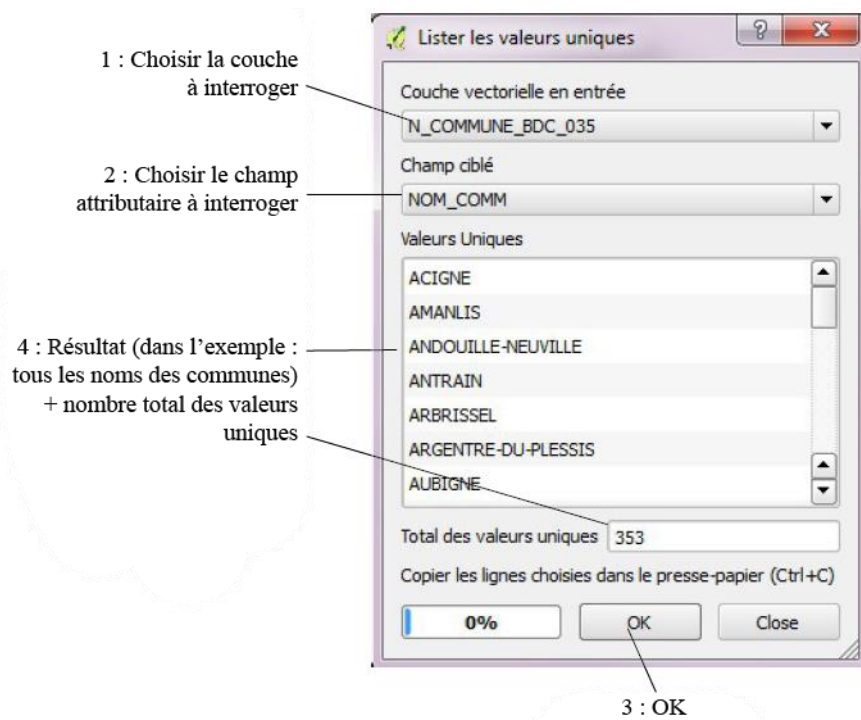 Lister les valeurs uniques
1 : Choisir la couche
à interroger
Couche vectorielle en entrée
N_COMMUNE_BDC_035
2 : Choisir le champ
attributaire à interroger
Champ ciblé
NOM_COMM
Valeurs Uniques
ACIGNE
AMANLIS
ANDOUILLE-NEUVILLE
ANTRAIN
ARBRISSEL
ARGENTRE-DU-PLESSIS
AUBIGNE
4 : Résultat (dans l’exemple :
tous les noms des communes)
+ nombre total des valeurs
uniques
Total des valeurs uniques 353
Copier les lignes choisies dans le presse-papier (Ctrl+C)
0% OK Close
3 : OK